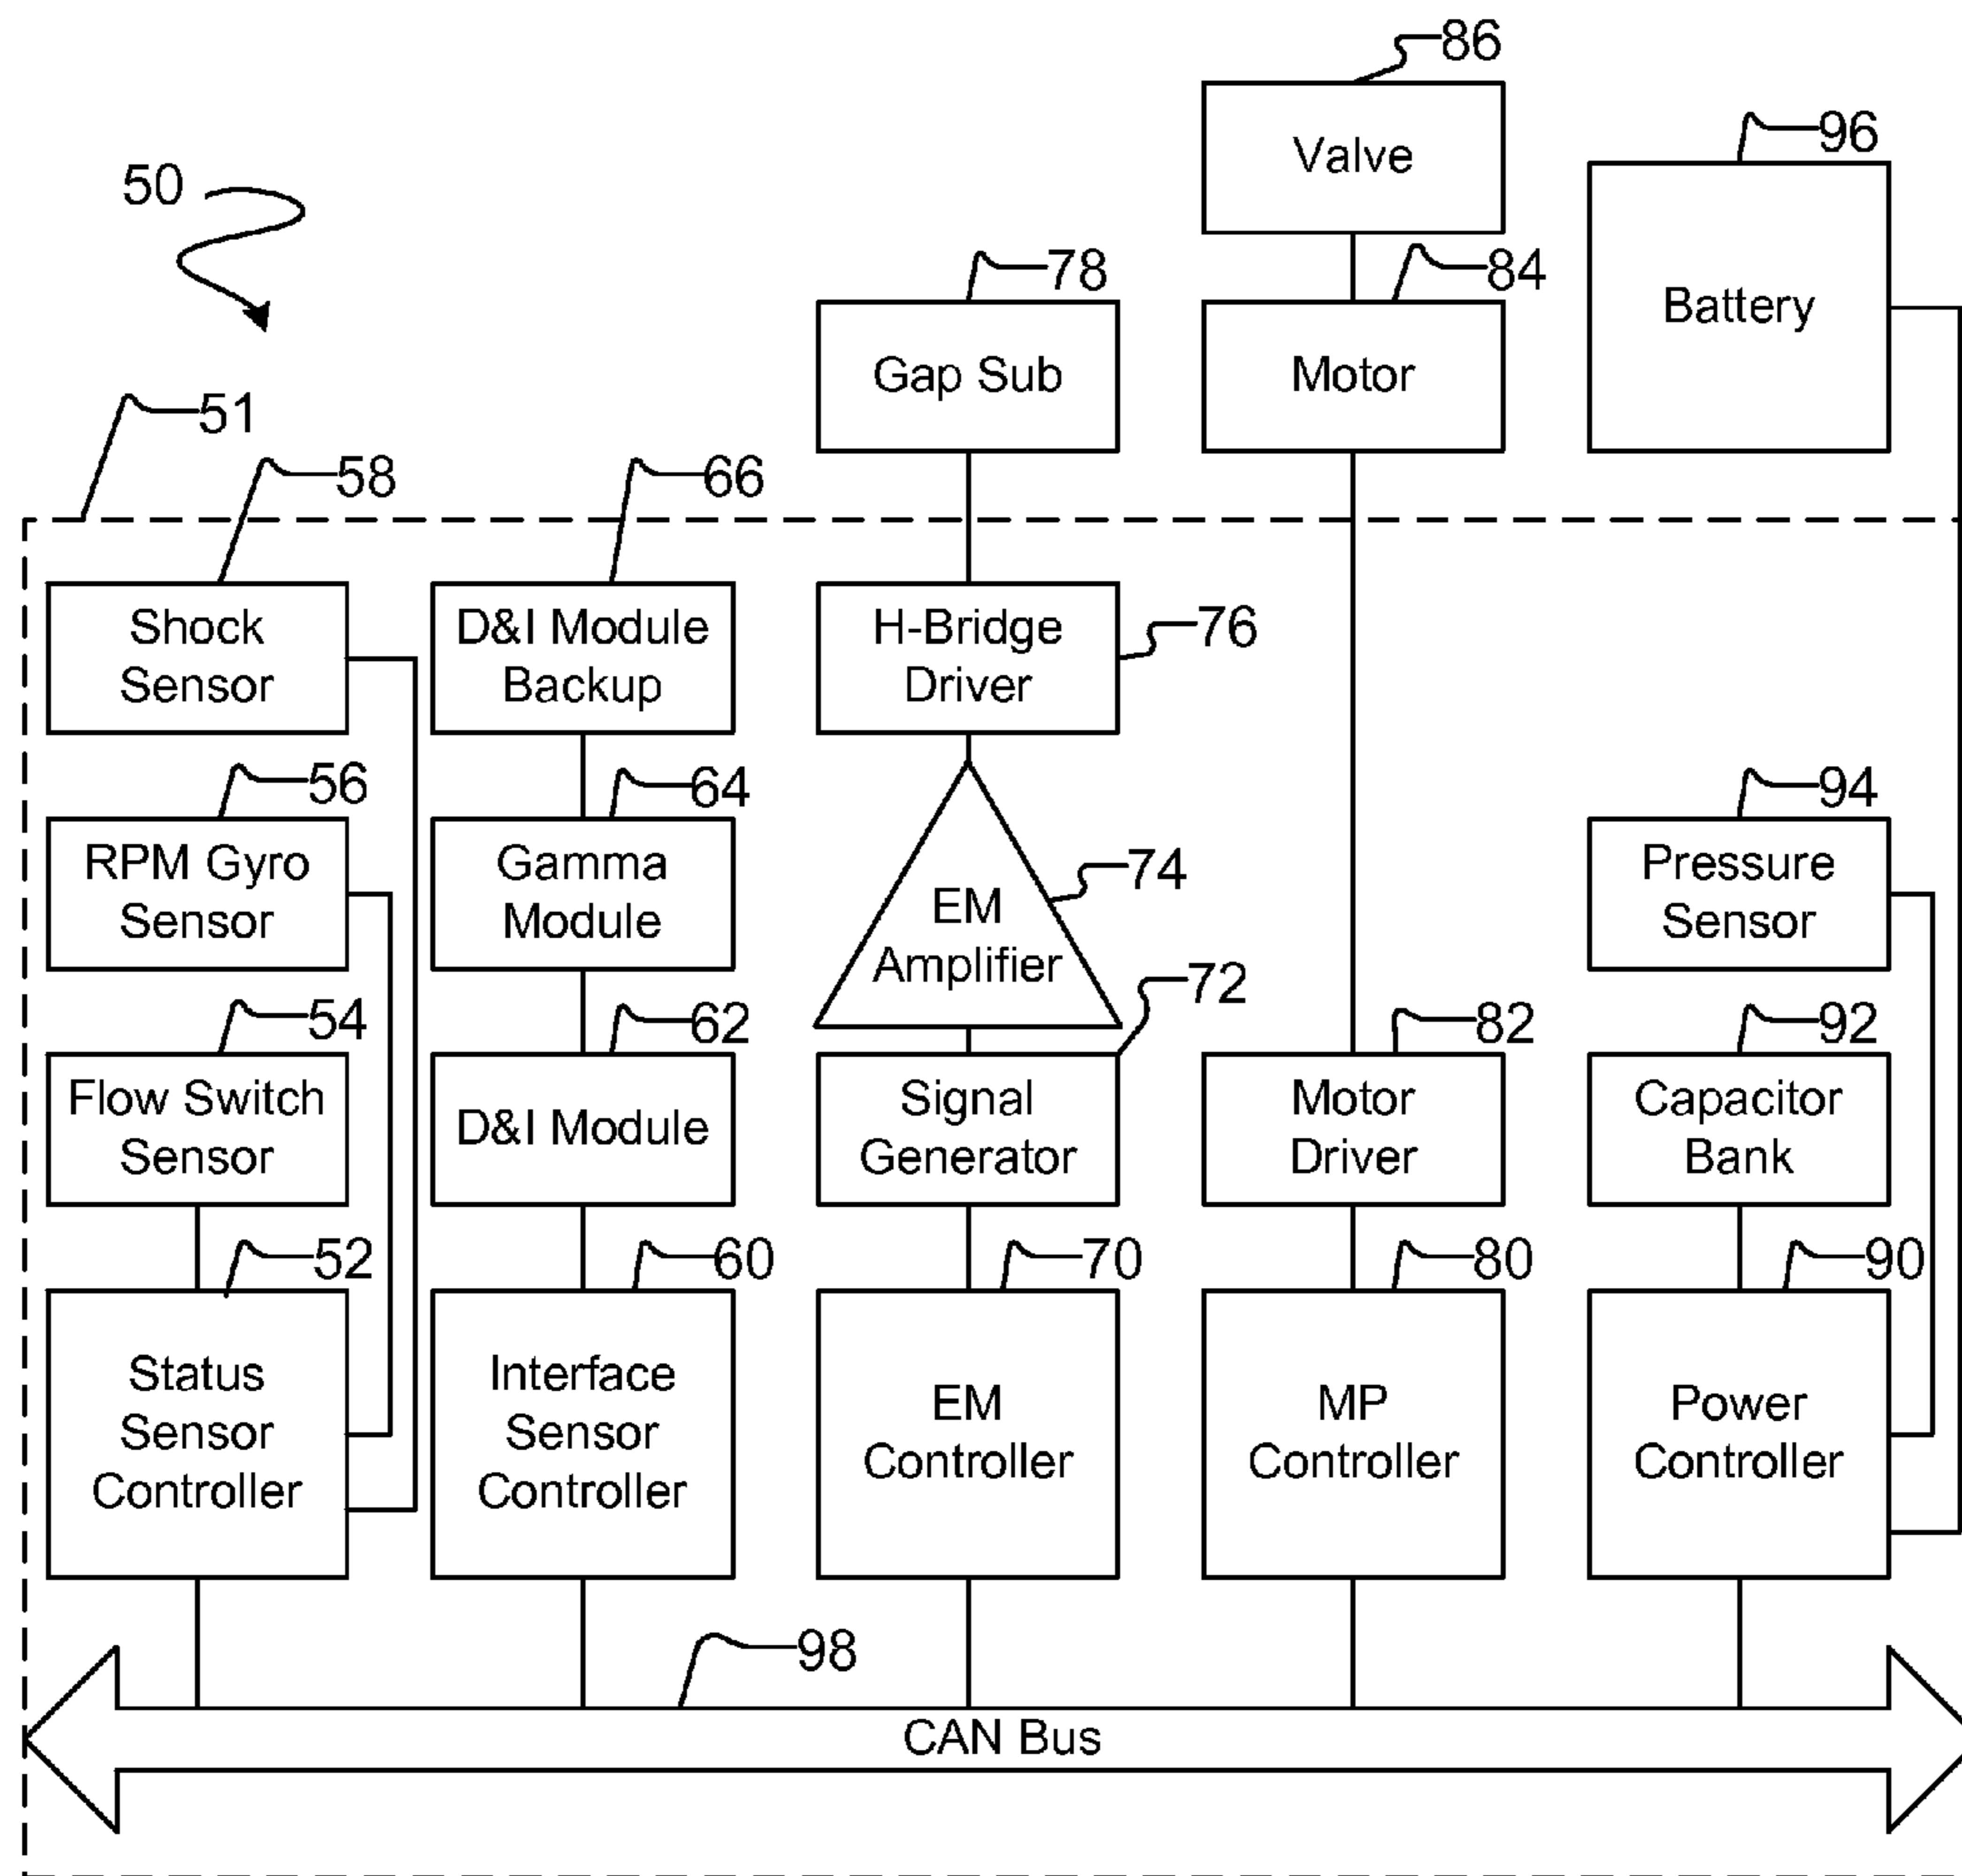 86
Valve
96
50
Battery
78
84
Gap Sub
Motor
51
58
66
Shock
Sensor
D&I Module
Backup
H-Bridge
Driver
76
56
64
94
RPM Gyro
Sensor
Gamma
Module
EM
Amplifier
74
Pressure
Sensor
72
54
62
82
92
Flow Switch
Sensor
D&I Module
Signal
Generator
Motor
Driver
Capacitor
Bank
52
60
70
80
90
Status
Sensor
Controller
Interface
Sensor
Controller
EM
Controller
MP
Controller
Power
Controller
98
CAN Bus